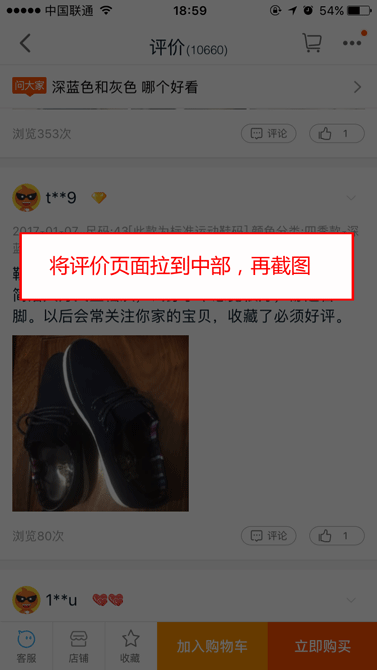 中国联通 18:59 54%
评价(10660)
问大家 深蓝色和灰色 哪个好看
浏览353次 评论 1
t**9
2017-01-07 尺码:43[此款为标准运动鞋码] 颜色分类:四季款-深
将评价页面拉到中部，再截图
脚。以后会常关注你家的宝贝，收藏了必须好评。
浏览80次 评论 1
1**u
客服 店铺 收藏 加入购物车 立即购买